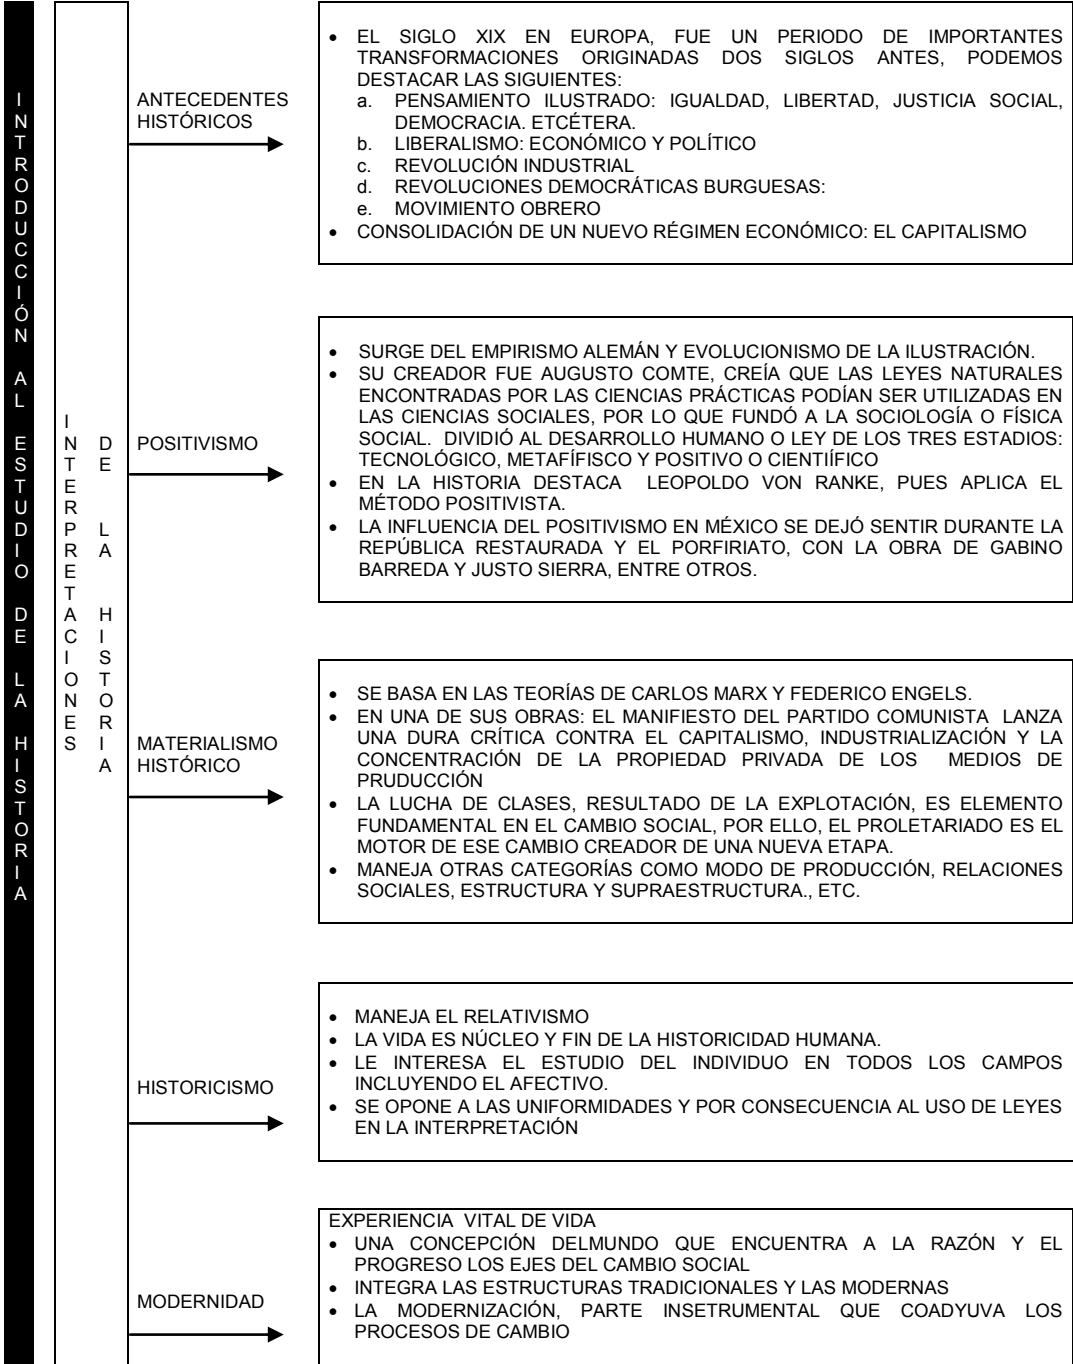 INTRODUCCIÓN AL ESTUDIO DE LA HISTORIA
INTERPRETACIONES
DE LA HISTORIA
ANTECEDENTES
HISTÓRICOS
• EL SIGLO XIX EN EUROPA, FUE UN PERIODO DE IMPORTANTES
TRANSFORMACIONES ORIGINADAS DOS SIGLOS ANTES, PODEMOS
DESTACAR LAS SIGUIENTES:
a. PENSAMIENTO ILUSTRADO: IGUALDAD, LIBERTAD, JUSTICIA SOCIAL,
DEMOCRACIA. ETCÉTERA.
b. LIBERALISMO: ECONÓMICO Y POLÍTICO
c. REVOLUCIÓN INDUSTRIAL
d. REVOLUCIONES DEMOCRÁTICAS BURGUESAS:
e. MOVIMIENTO OBRERO
• CONSOLIDACIÓN DE UN NUEVO RÉGIMEN ECONÓMICO: EL CAPITALISMO
POSITIVISMO
• SURGE DEL EMPIRISMO ALEMÁN Y EVOLUCIONISMO DE LA ILUSTRACIÓN.
• SU CREADOR FUE AUGUSTO COMTE, CREÍA QUE LAS LEYES NATURALES
ENCONTRADAS POR LAS CIENCIAS PRÁCTICAS PODÍAN SER UTILIZADAS EN
LAS CIENCIAS SOCIALES, POR LO QUE FUNDÓ A LA SOCIOLOGÍA O FÍSICA
SOCIAL. DIVIDIÓ AL DESARROLLO HUMANO O LEY DE LOS TRES ESTADIOS:
TECNOLÓGICO, METAFÍFISCO Y POSITIVO O CIENTIÍFICO
• EN LA HISTORIA DESTACA LEOPOLDO VON RANKE, PUES APLICA EL
MÉTODO POSITIVISTA.
• LA INFLUENCIA DEL POSITIVISMO EN MÉXICO SE DEJÓ SENTIR DURANTE LA
REPÚBLICA RESTAURADA Y EL PORFIRIATO, CON LA OBRA DE GABINO
BARREDA Y JUSTO SIERRA, ENTRE OTROS.
MATERIALISMO
HISTÓRICO
• SE BASA EN LAS TEORÍAS DE CARLOS MARX Y FEDERICO ENGELS.
• EN UNA DE SUS OBRAS: EL MANIFIESTO DEL PARTIDO COMUNISTA LANZA
UNA DURA CRÍTICA CONTRA EL CAPITALISMO, INDUSTRIALIZACIÓN Y LA
CONCENTRACIÓN DE LA PROPIEDAD PRIVADA DE LOS MEDIOS DE
PRUDUCCIÓN
• LA LUCHA DE CLASES, RESULTADO DE LA EXPLOTACIÓN, ES ELEMENTO
FUNDAMENTAL EN EL CAMBIO SOCIAL, POR ELLO, EL PROLETARIADO ES EL
MOTOR DE ESE CAMBIO CREADOR DE UNA NUEVA ETAPA.
• MANEJA OTRAS CATEGORÍAS COMO MODO DE PRODUCCIÓN, RELACIONES
SOCIALES, ESTRUCTURA Y SUPRAESTRUCTURA., ETC.
HISTORICISMO
• MANEJA EL RELATIVISMO
• LA VIDA ES NÚCLEO Y FIN DE LA HISTORICIDAD HUMANA.
• LE INTERESA EL ESTUDIO DEL INDIVIDUO EN TODOS LOS CAMPOS
INCLUYENDO EL AFECTIVO.
• SE OPONE A LAS UNIFORMIDADES Y POR CONSECUENCIA AL USO DE LEYES
EN LA INTERPRETACIÓN
MODERNIDAD
EXPERIENCIA VITAL DE VIDA
• UNA CONCEPCIÓN DELMUNDO QUE ENCUENTRA A LA RAZÓN Y EL
PROGRESO LOS EJES DEL CAMBIO SOCIAL
• INTEGRA LAS ESTRUCTURAS TRADICIONALES Y LAS MODERNAS
• LA MODERNIZACIÓN, PARTE INSETRUMENTAL QUE COADYUVA LOS
PROCESOS DE CAMBIO